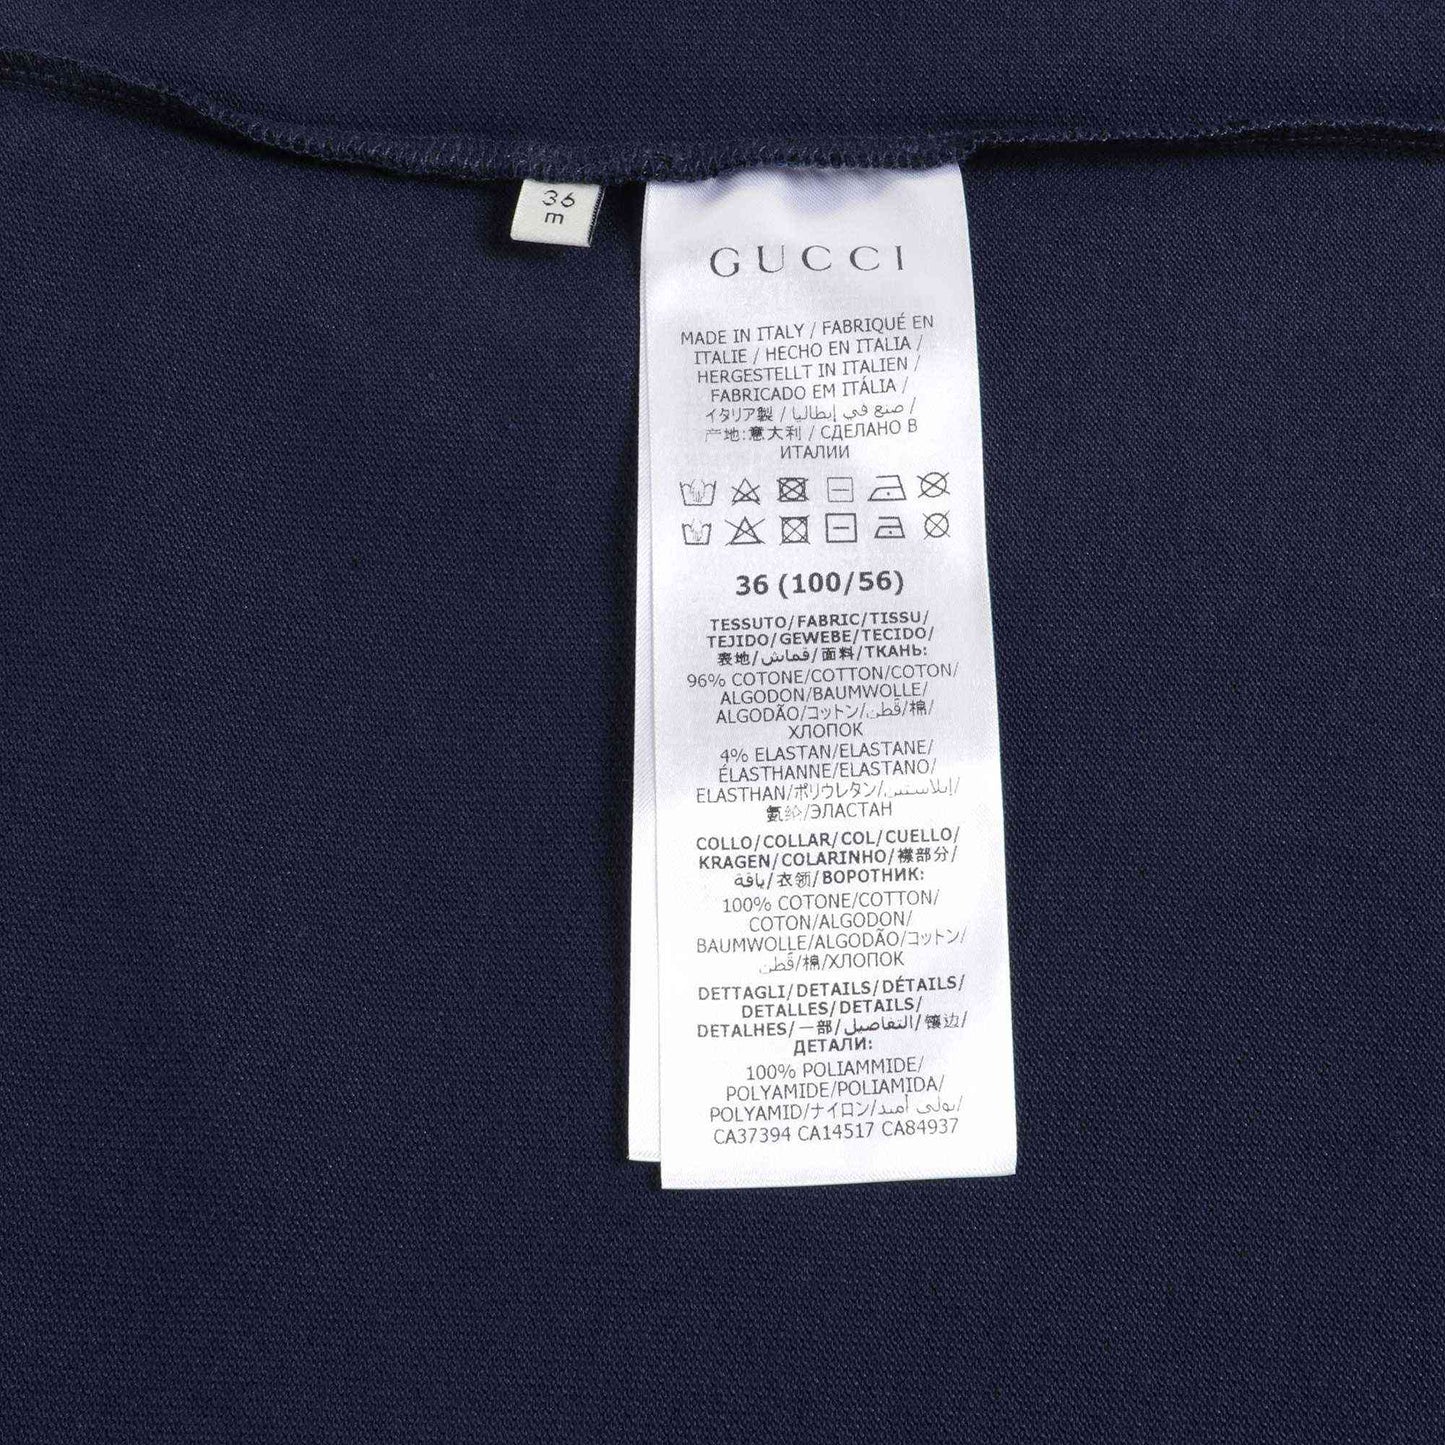 36
m
GUCCI
MADE IN ITALY / FABRIQUÉ EN
ITALIE / HECHO EN ITALIA /
HERGESTELLT IN ITALIEN /
FABRICADO EM ITÁLIA /
イタリア製 / صنع في إيطاليا /
产地:意大利 / СДЕЛАНО В
ИТАЛИИ
36 (100/56)
TESSUTO/FABRIC/TISSU/
TEJIDO/GEWEBE/TECIDO/
表地/قماش/面料/ТКАНЬ:
96% COTONE/COTTON/COTON/
ALGODON/BAUMWOLLE/
ALGODÃO/コットン/قطن/棉/
ХЛОПОК
4% ELASTAN/ELASTANE/
ÉLASTHANNE/ELASTANO/
ELASTHAN/ポリウレタン/إيلاستين/
氨纶/ЭЛАСТАН
COLLO/COLLAR/COL/CUELLO/
KRAGEN/COLARINHO/襟部分/
ياقة/衣领/ВОРОТНИК:
100% COTONE/COTTON/
COTON/ALGODON/
BAUMWOLLE/ALGODÃO/コットン/
قطن/棉/ХЛОПОК
DETTAGLI/DETAILS/DÉTAILS/
DETALLES/DETAILS/
DETALHES/一部/التفاصيل/镶边/
ДЕТАЛИ:
100% POLIAMMIDE/
POLYAMIDE/POLIAMIDA/
POLYAMID/ナイロン/بولي أميد/
CA37394 CA14517 CA84937